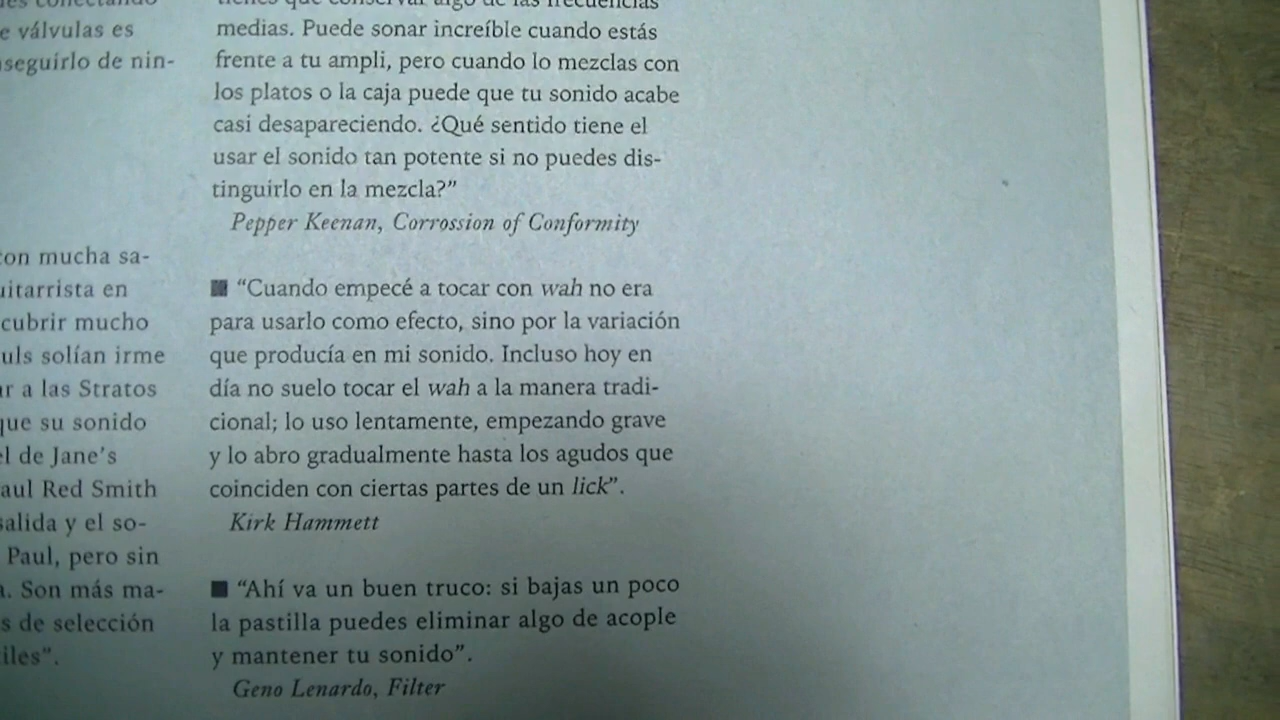 e válvulas es
seguirlo de nin-
con mucha sa-
uitarrista en
cubrir mucho
uls solían irme
ar a las Stratos
que su sonido
el de Jane's
aul Red Smith
salida y el so-
Paul, pero sin
a. Son más ma-
s de selección
iles".
tienes que conservar algo de las frecuencias
medias. Puede sonar increíble cuando estás
frente a tu ampli, pero cuando lo mezclas con
los platos o la caja puede que tu sonido acabe
casi desapareciendo. ¿Qué sentido tiene el
usar el sonido tan potente si no puedes dis-
tinguirlo en la mezcla?”
Pepper Keenan, Corrossion of Conformity
■ “Cuando empecé a tocar con wah no era
para usarlo como efecto, sino por la variación
que producía en mi sonido. Incluso hoy en
día no suelo tocar el wah a la manera tradi-
cional; lo uso lentamente, empezando grave
y lo abro gradualmente hasta los agudos que
coinciden con ciertas partes de un lick”.
Kirk Hammett
■ “Ahí va un buen truco: si bajas un poco
la pastilla puedes eliminar algo de acople
y mantener tu sonido”.
Geno Lenardo, Filter